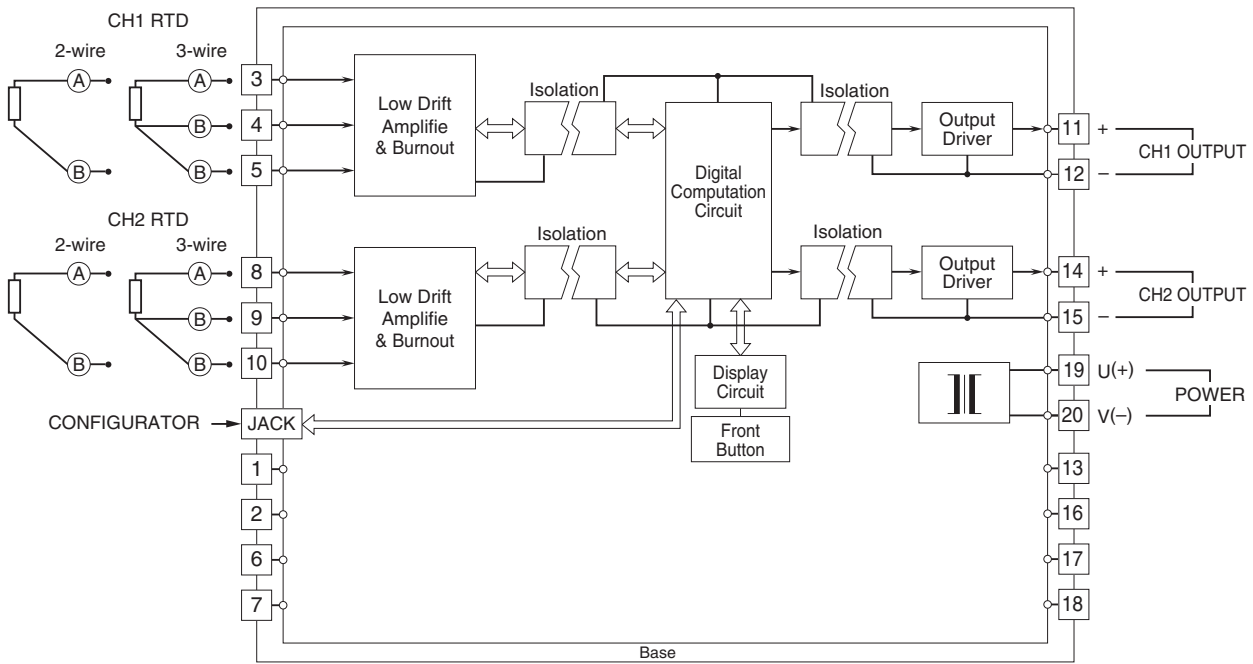 CH1 RTD
2-wire
3-wire
A
A
B
B
B
3
4
5
Low Drift
Amplifie
& Burnout
Isolation
Digital
Computation
Circuit
Isolation
Output
Driver
11
+
12
−
CH1 OUTPUT
CH2 RTD
2-wire
3-wire
A
A
B
B
B
8
9
10
Low Drift
Amplifie
& Burnout
Isolation
Isolation
Output
Driver
14
+
15
−
CH2 OUTPUT
Display
Circuit
Front
Button
19
U(+)
20
V(−)
POWER
CONFIGURATOR
JACK
1
2
6
7
13
16
17
18
Base